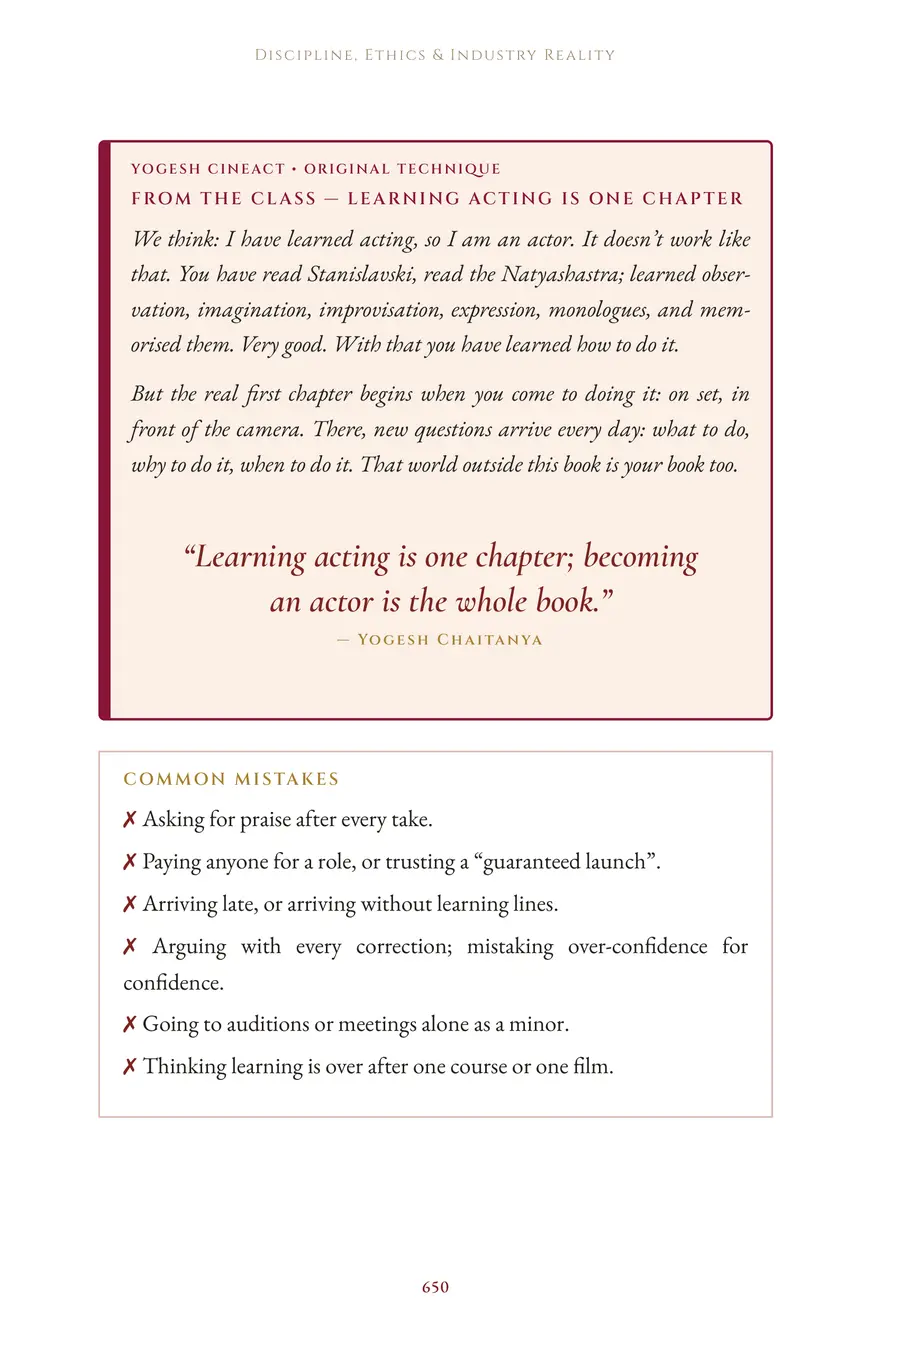 Discipline, Ethics & Industry Reality
YOGESH CINEACT • ORIGINAL TECHNIQUE
FROM THE CLASS — LEARNING ACTING IS ONE CHAPTER
We think: I have learned acting, so I am an actor. It doesn’t work like
that. You have read Stanislavski, read the Natyashastra; learned obser-
vation, imagination, improvisation, expression, monologues, and mem-
orised them. Very good. With that you have learned how to do it.
But the real first chapter begins when you come to doing it: on set, in
front of the camera. There, new questions arrive every day: what to do,
why to do it, when to do it. That world outside this book is your book too.
“Learning acting is one chapter; becoming
an actor is the whole book.”
— Yogesh Chaitanya
COMMON MISTAKES
✗ Asking for praise after every take.
✗ Paying anyone for a role, or trusting a “guaranteed launch”.
✗ Arriving late, or arriving without learning lines.
✗ Arguing with every correction; mistaking over-confidence for
confidence.
✗ Going to auditions or meetings alone as a minor.
✗ Thinking learning is over after one course or one film.
650